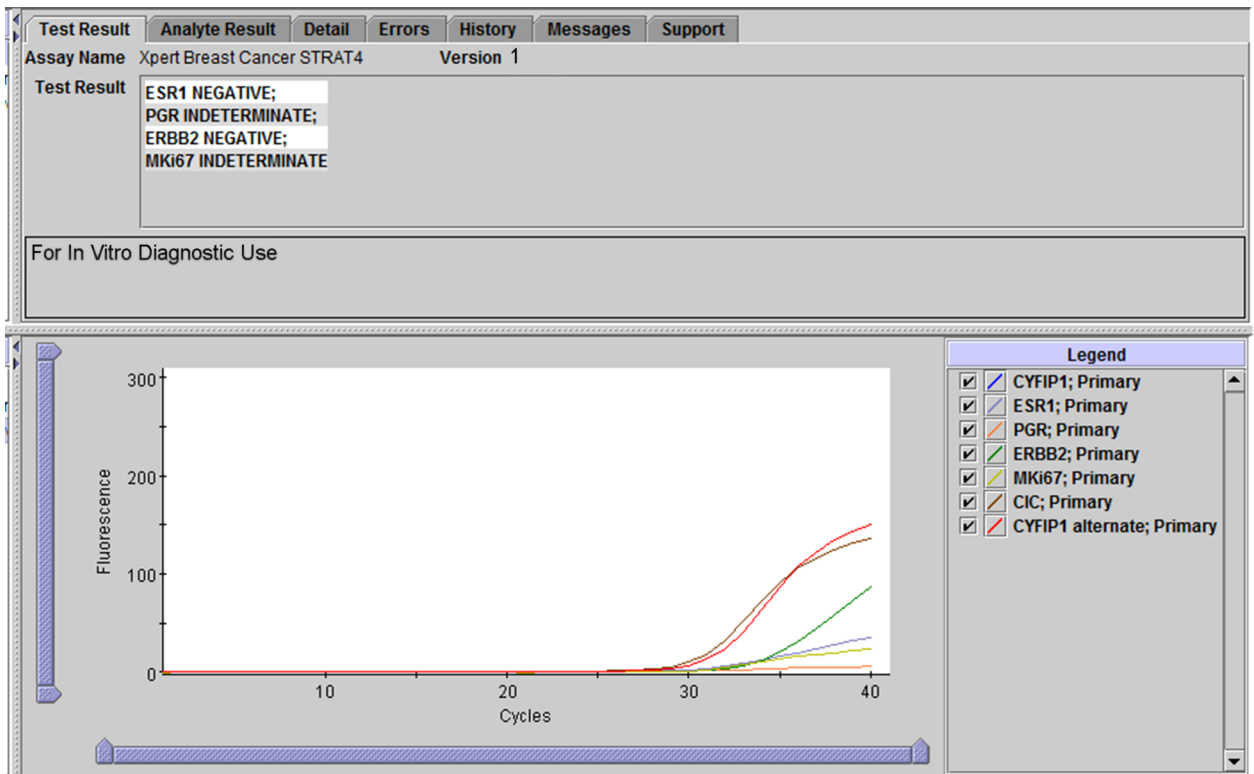 Test Result Analyte Result Detail Errors History Messages Support
Assay Name Xpert Breast Cancer STRAT4 Version 1
Test Result ESR1 NEGATIVE;
PGR INDETERMINATE;
ERBB2 NEGATIVE;
MKi67 INDETERMINATE
For In Vitro Diagnostic Use
Legend
CYFIP1; Primary
ESR1; Primary
PGR; Primary
ERBB2; Primary
MKi67; Primary
CIC; Primary
CYFIP1 alternate; Primary
300
200
100
0
Fluorescence
10 20 30 40
Cycles